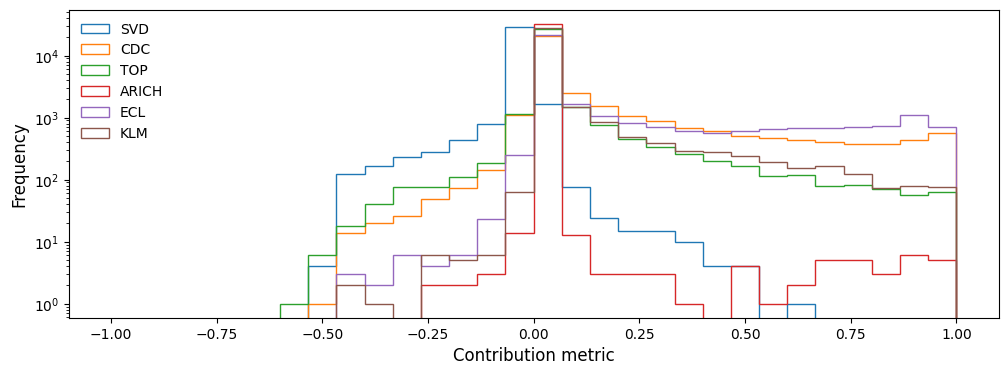 SVD
CDC
TOP
ARICH
ECL
KLM
Frequency
10⁴
10³
10²
10¹
10⁰
−1.00 −0.75 −0.50 −0.25 0.00 0.25 0.50 0.75 1.00
Contribution metric